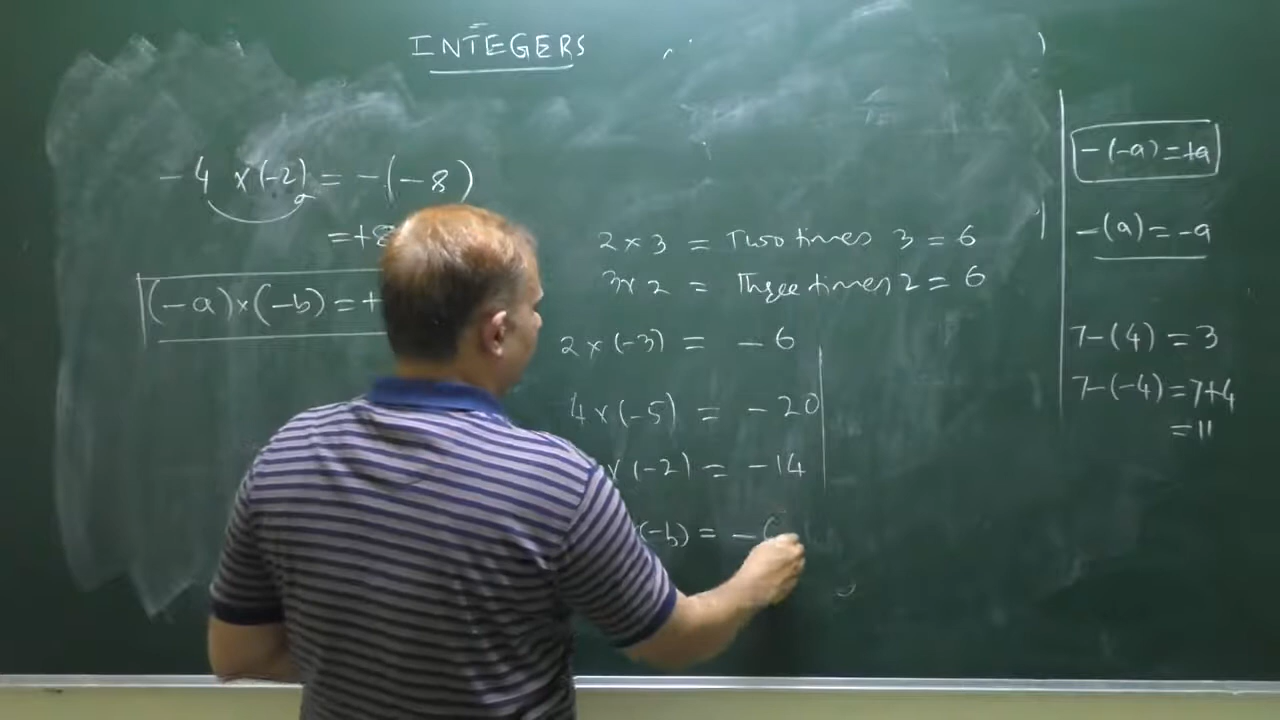 INTEGERS
-4 ×(-2) = -(-8)
=+8
(-a)×(-b)=+
2×3 = Two times 3 = 6
3×2 = Three times 2 = 6
2×(-3) = -6
4×(-5) = -20
×(-2) = -14
(-b) = -(
-(-a)=+a
-(a)=-a
7-(4)=3
7-(-4)=7+4
=11